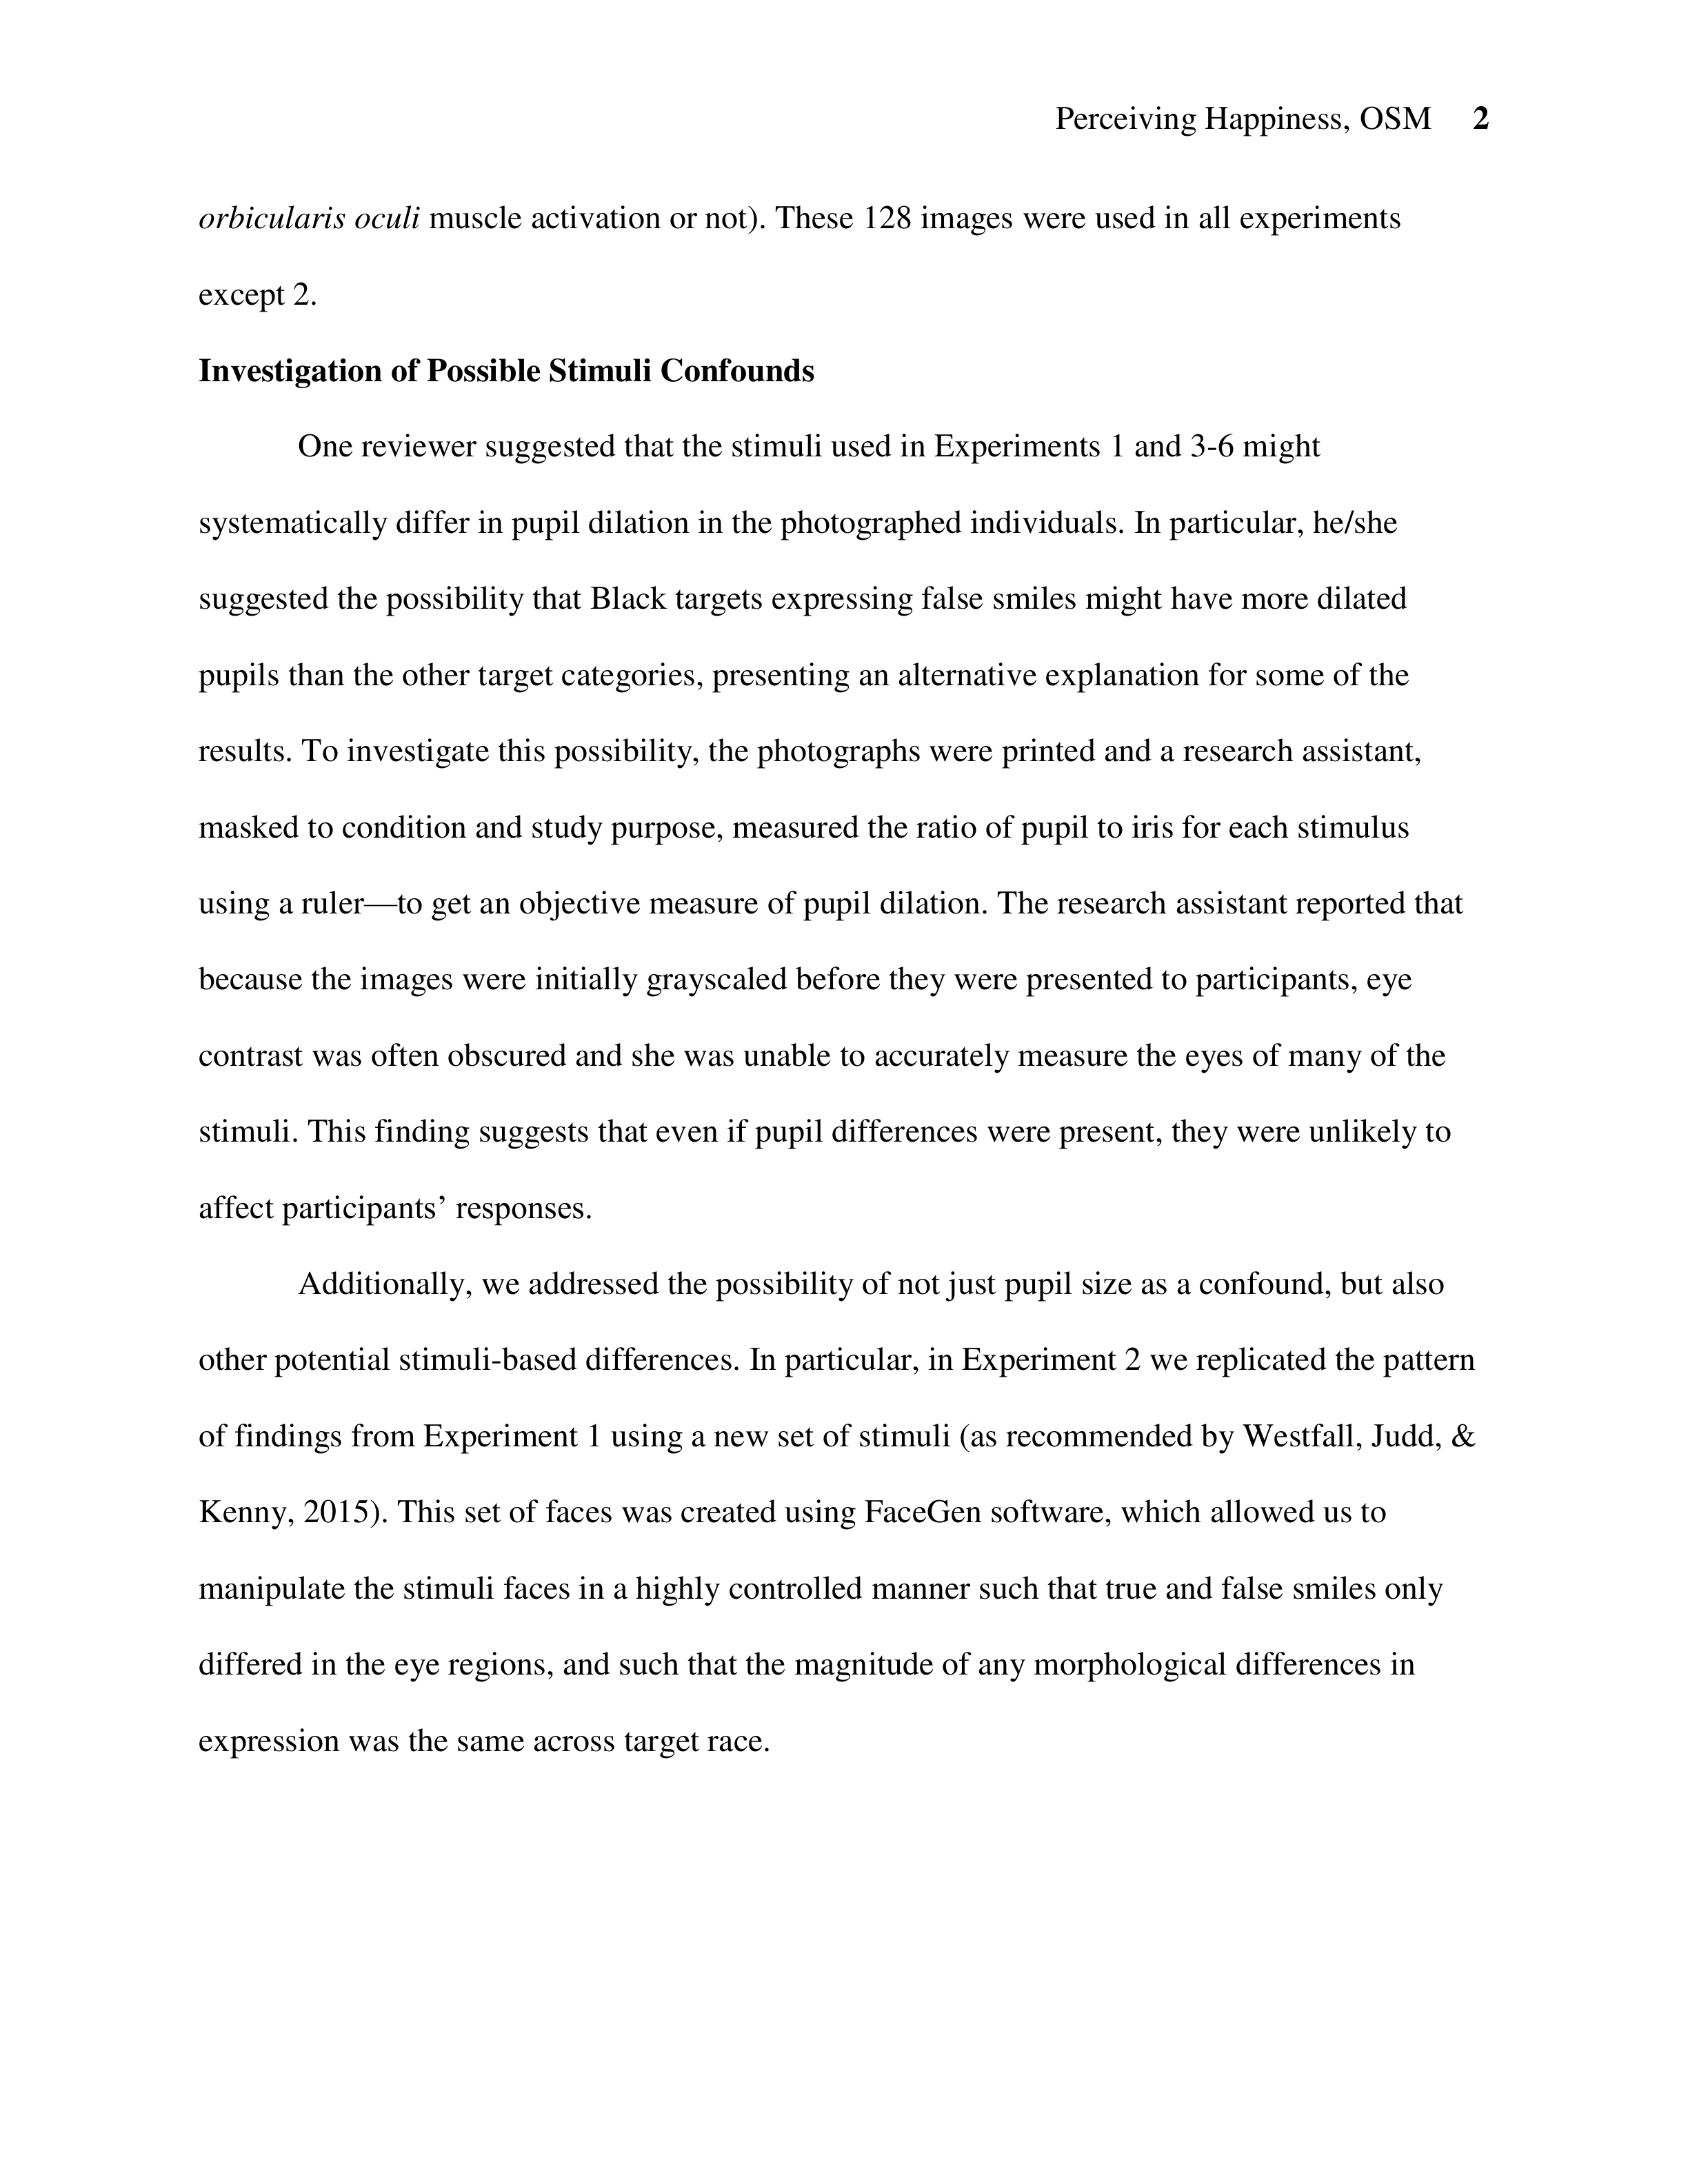 Perceiving Happiness, OSM 2
orbicularis oculi muscle activation or not). These 128 images were used in all experiments
except 2.
Investigation of Possible Stimuli Confounds
One reviewer suggested that the stimuli used in Experiments 1 and 3-6 might
systematically differ in pupil dilation in the photographed individuals. In particular, he/she
suggested the possibility that Black targets expressing false smiles might have more dilated
pupils than the other target categories, presenting an alternative explanation for some of the
results. To investigate this possibility, the photographs were printed and a research assistant,
masked to condition and study purpose, measured the ratio of pupil to iris for each stimulus
using a ruler—to get an objective measure of pupil dilation. The research assistant reported that
because the images were initially grayscaled before they were presented to participants, eye
contrast was often obscured and she was unable to accurately measure the eyes of many of the
stimuli. This finding suggests that even if pupil differences were present, they were unlikely to
affect participants’ responses.
Additionally, we addressed the possibility of not just pupil size as a confound, but also
other potential stimuli-based differences. In particular, in Experiment 2 we replicated the pattern
of findings from Experiment 1 using a new set of stimuli (as recommended by Westfall, Judd, &
Kenny, 2015). This set of faces was created using FaceGen software, which allowed us to
manipulate the stimuli faces in a highly controlled manner such that true and false smiles only
differed in the eye regions, and such that the magnitude of any morphological differences in
expression was the same across target race.